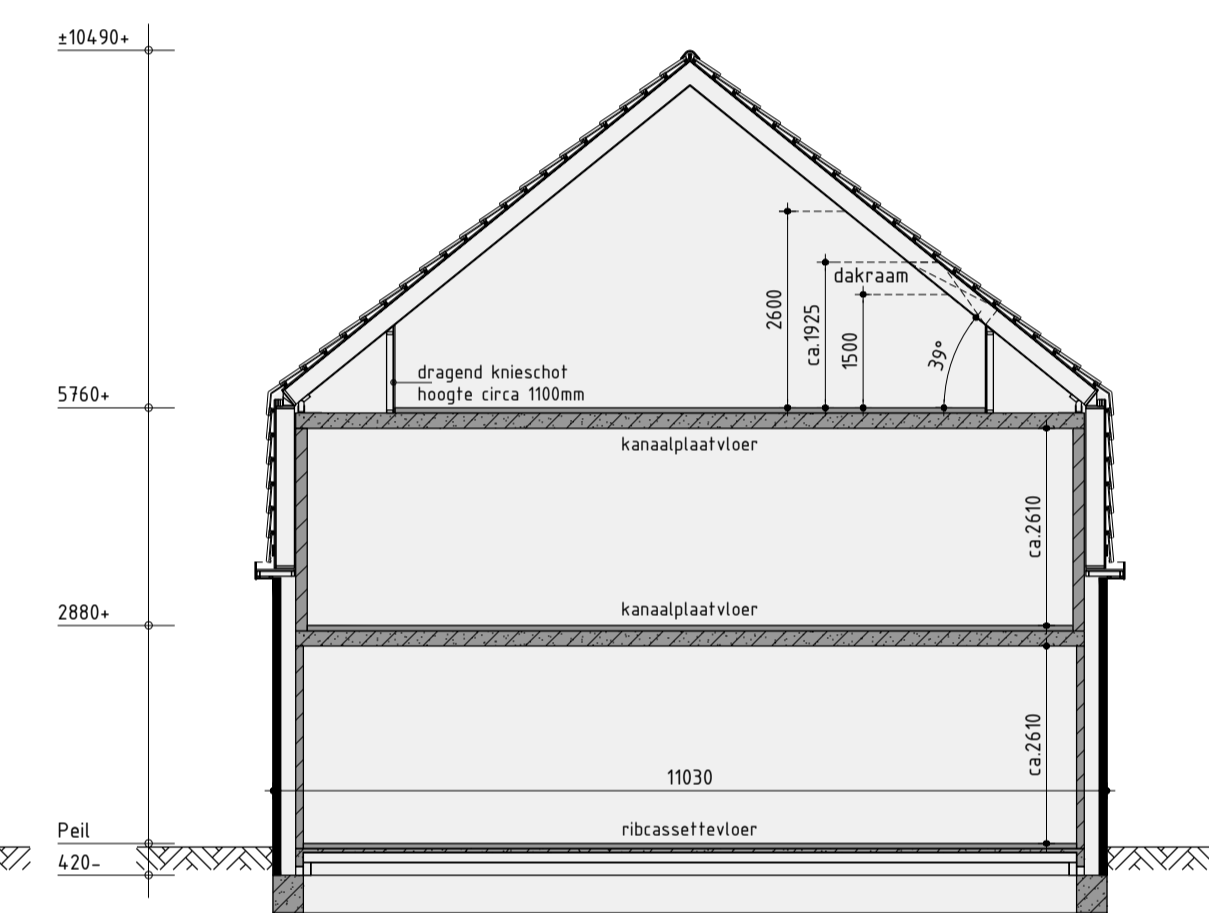 ±10490+
2600
ca.1925
dakraam
1500
39°
dragend knieschot
hoogte circa 1100mm
5760+
kanaalplaatvloer
ca.2610
kanaalplaatvloer
2880+
ca.2610
11030
ribcassettevloer
Peil
420-